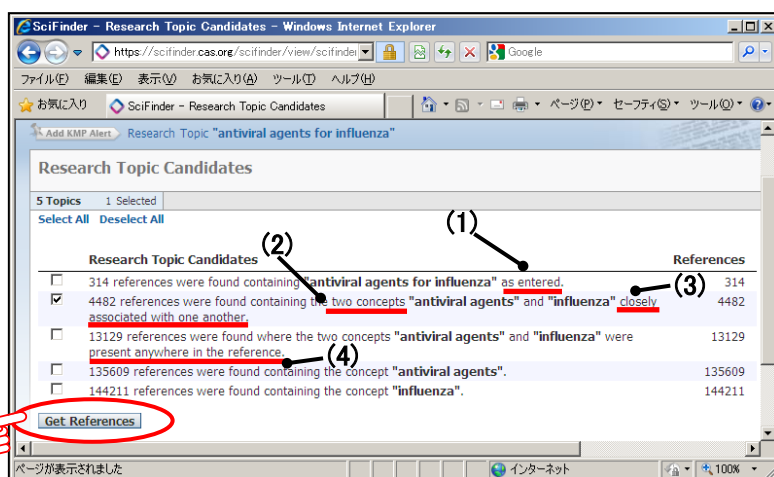 SciFinder - Research Topic Candidates - Windows Internet Explorer
https://scifinder.cas.org/scifinder/view/scifinder
Google
ファイル(F) 編集(E) 表示(V) お気に入り(A) ツール(T) ヘルプ(H)
お気に入り SciFinder - Research Topic Candidates ページ(P) セーフティ(S) ツール(O)
Add KMP Alert Research Topic "antiviral agents for influenza"
Research Topic Candidates
5 Topics 1 Selected
Select All Deselect All
(1)
(2)
Research Topic Candidates References
314 references were found containing "antiviral agents for influenza" as entered. 314
(3)
4482 references were found containing the two concepts "antiviral agents" and "influenza" closely 4482
associated with one another.
13129 references were found where the two concepts "antiviral agents" and "influenza" were 13129
present anywhere in the reference.
(4)
135609 references were found containing the concept "antiviral agents". 135609
144211 references were found containing the concept "influenza". 144211
Get References
ページが表示されました インターネット 100%